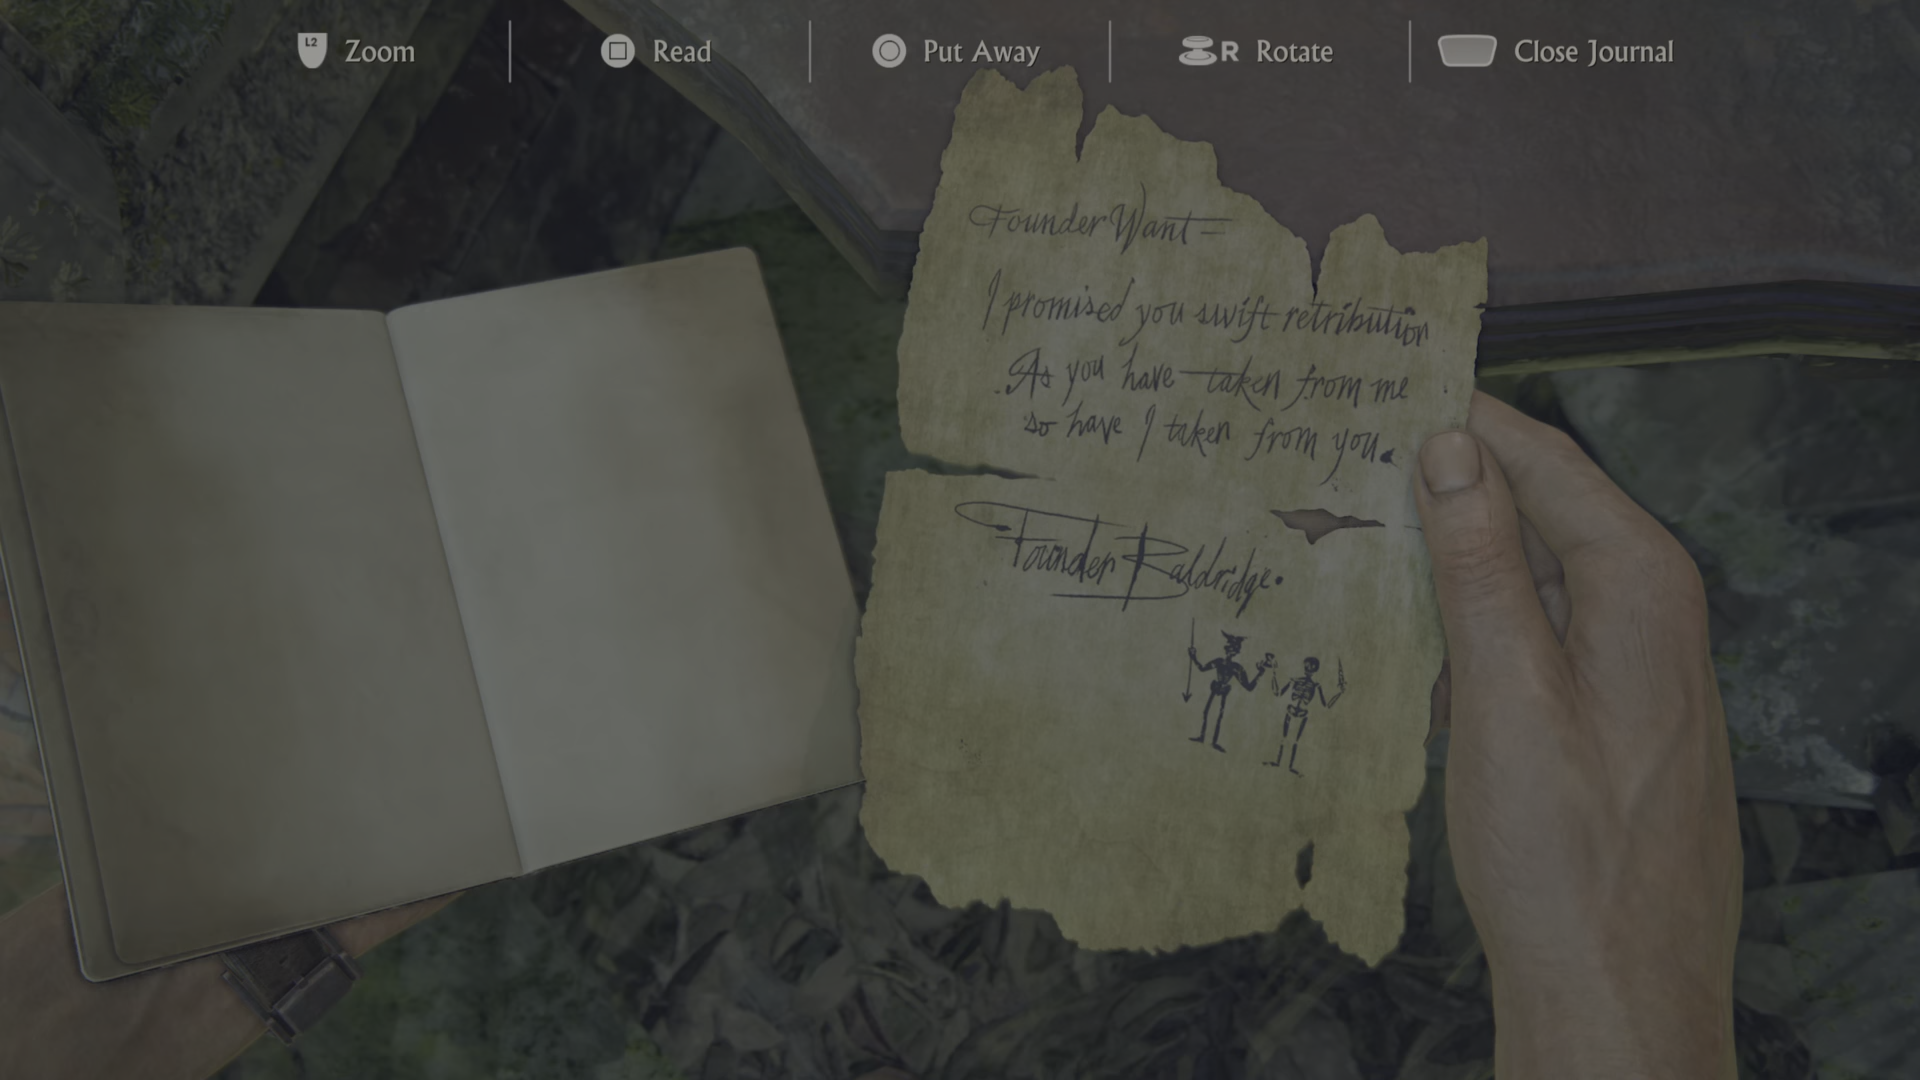 L2 Zoom
Read
Put Away
R Rotate
Close Journal
Founder Want –
I promised you swift retribution
As you have taken from me
so have I taken from you.
Founder Baldridge.